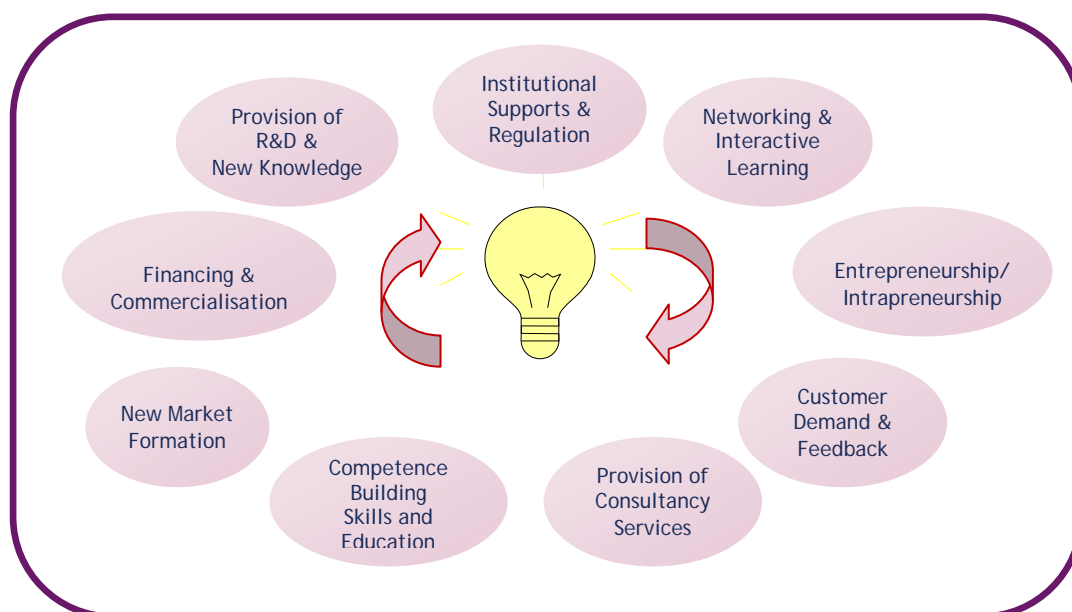 Institutional
Supports &
Regulation
Provision of
R&D &
New Knowledge
Networking &
Interactive
Learning
Financing &
Commercialisation
Entrepreneurship/
Intrapreneurship
New Market
Formation
Customer
Demand &
Feedback
Competence
Building
Skills and
Education
Provision of
Consultancy
Services